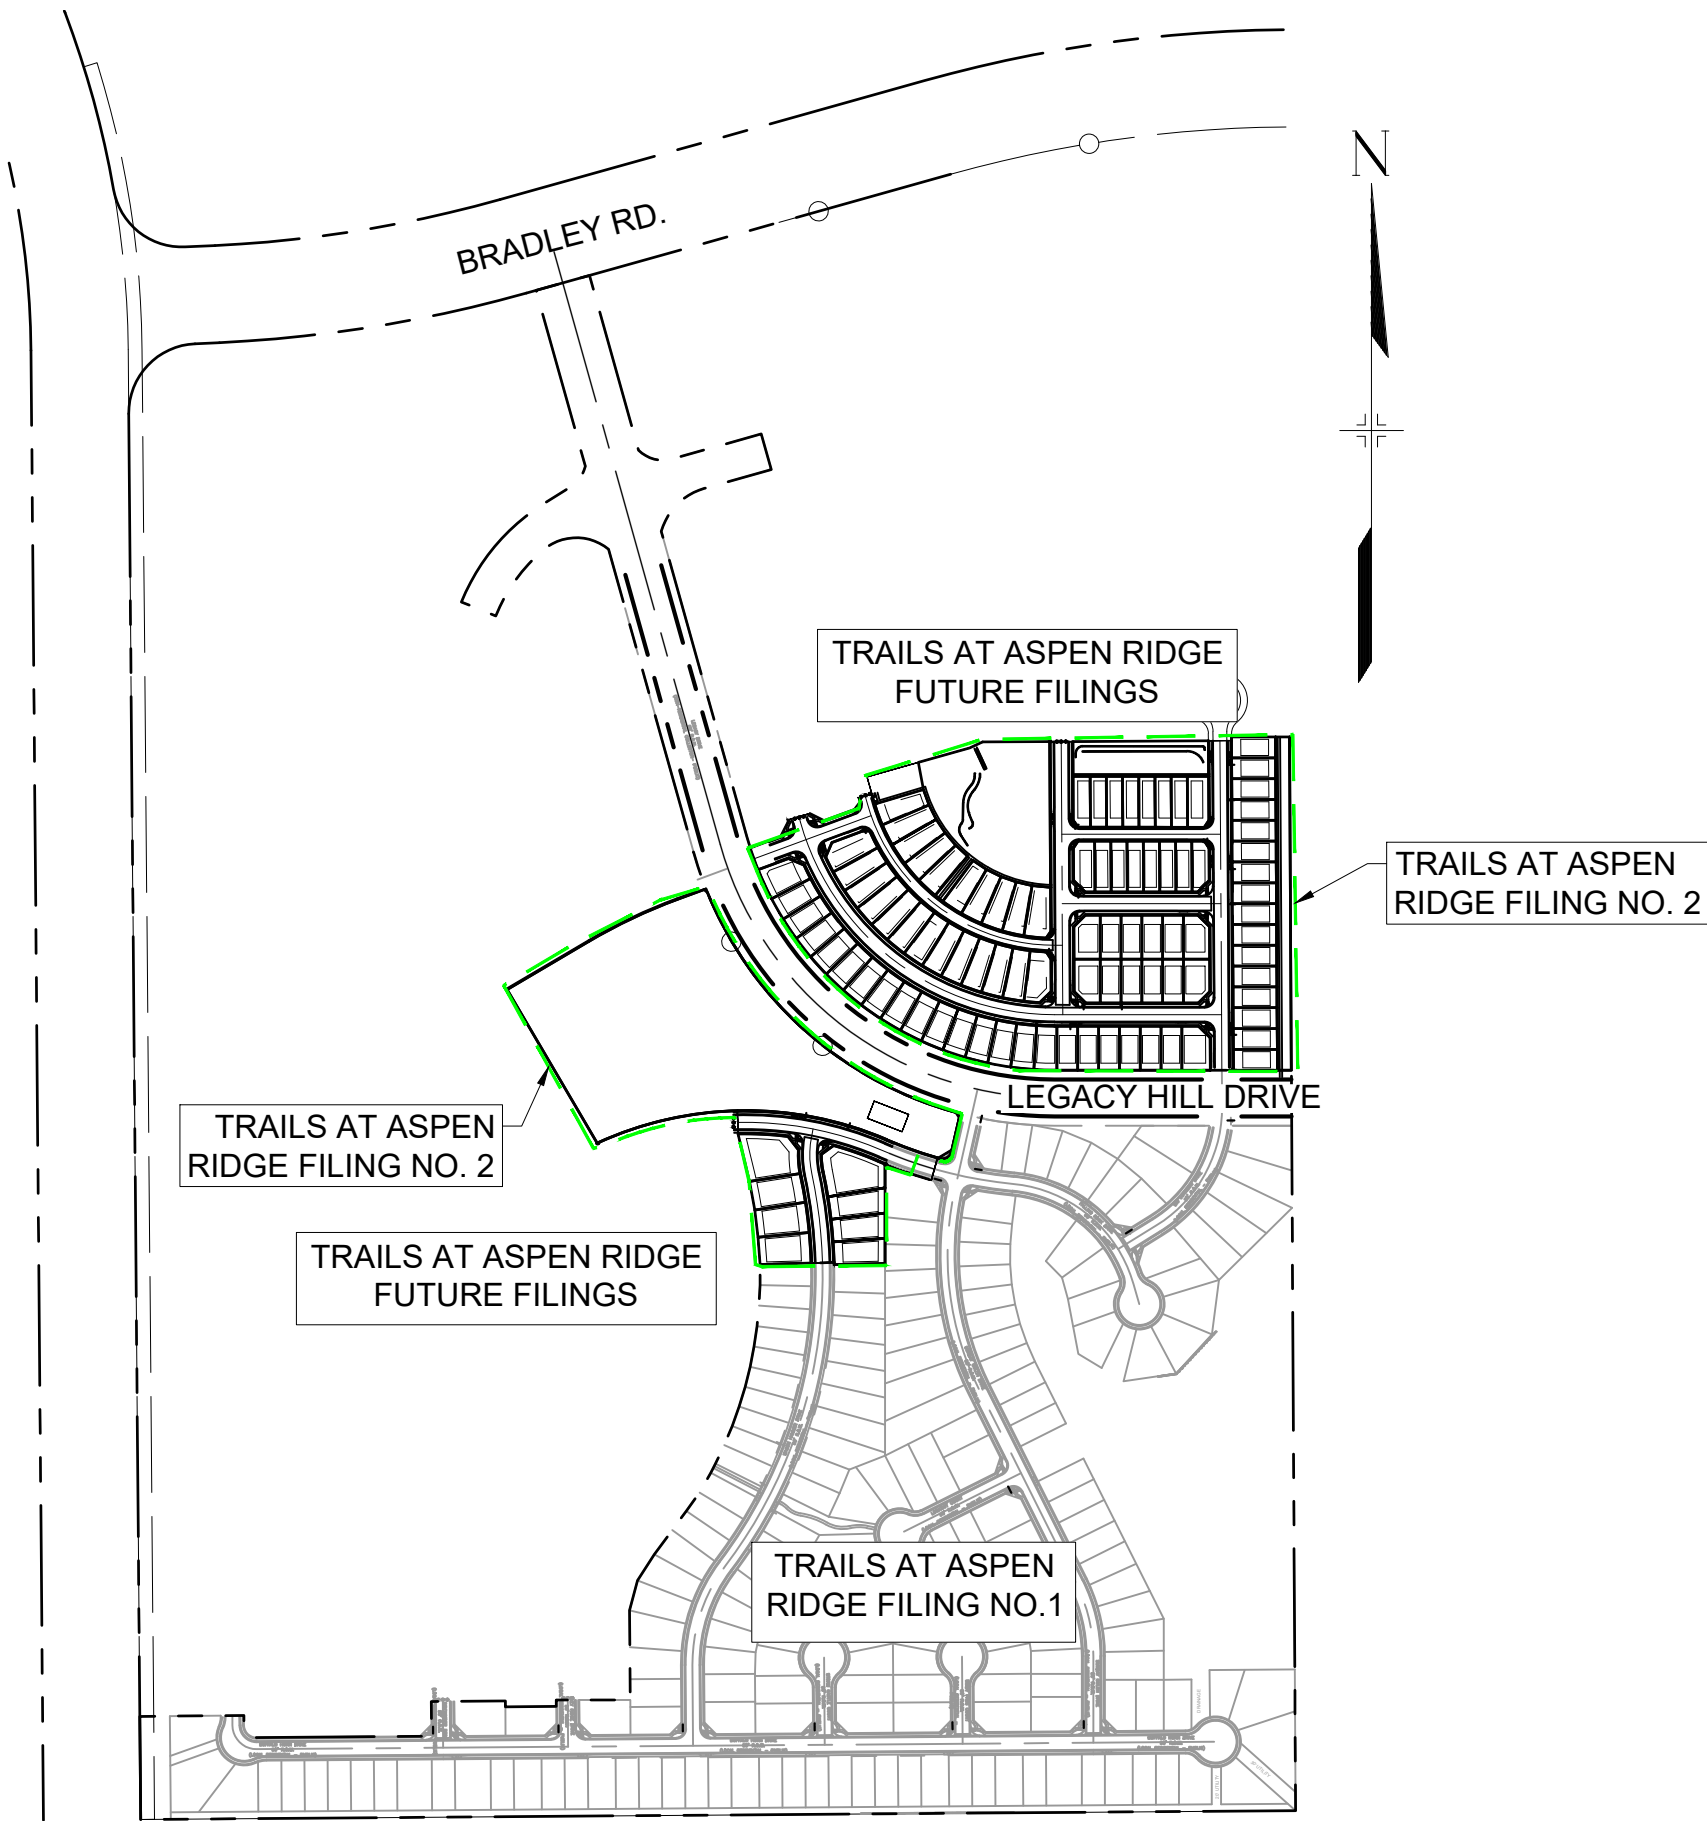 N
BRADLEY RD.
TRAILS AT ASPEN RIDGE
FUTURE FILINGS
TRAILS AT ASPEN
RIDGE FILING NO. 2
LEGACY HILL DRIVE
TRAILS AT ASPEN
RIDGE FILING NO. 2
TRAILS AT ASPEN RIDGE
FUTURE FILINGS
TRAILS AT ASPEN
RIDGE FILING NO.1
DRAINAGE